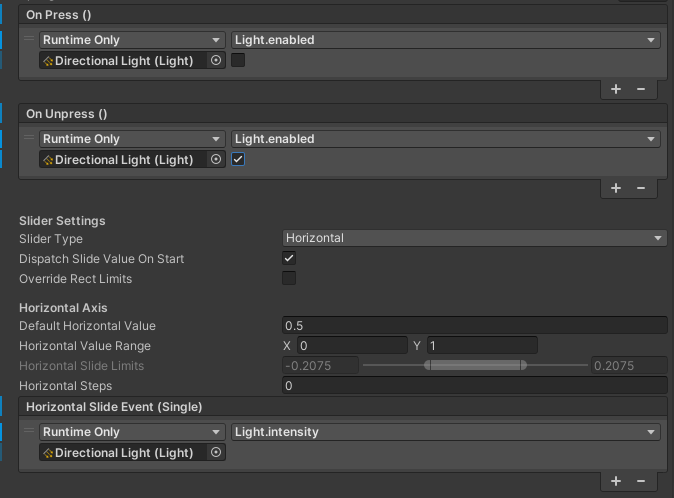 On Press ()
Runtime Only Light.enabled
Directional Light (Light)
On Unpress ()
Runtime Only Light.enabled
Directional Light (Light)
Slider Settings
Slider Type Horizontal
Dispatch Slide Value On Start
Override Rect Limits
Horizontal Axis
Default Horizontal Value 0.5
Horizontal Value Range X 0 Y 1
Horizontal Slide Limits -0.2075 0.2075
Horizontal Steps 0
Horizontal Slide Event (Single)
Runtime Only Light.intensity
Directional Light (Light)